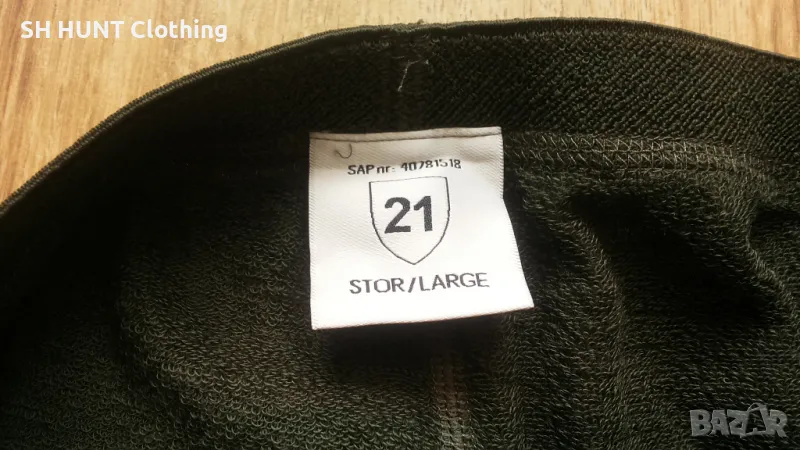 SH HUNT Clothing
SAP nr: 40781518
21
STOR/LARGE
BAZAR